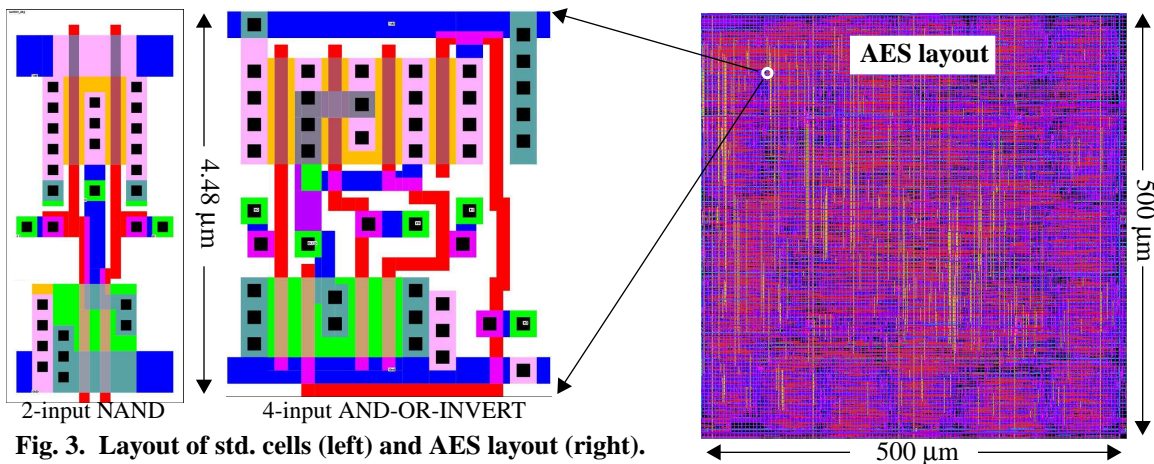 AES layout
4.48 µm
500 µm
2-input NAND
4-input AND-OR-INVERT
Fig. 3. Layout of std. cells (left) and AES layout (right).
500 µm